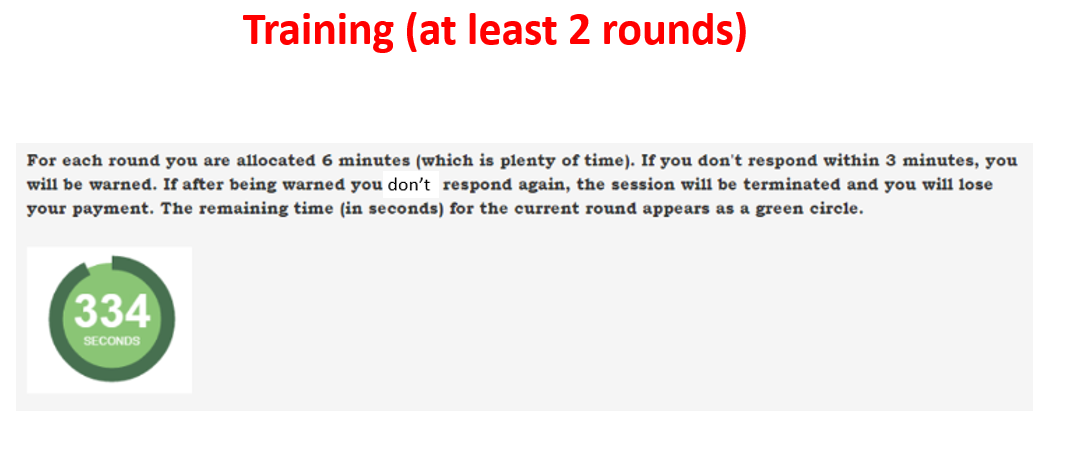 Training (at least 2 rounds)
For each round you are allocated 6 minutes (which is plenty of time). If you don't respond within 3 minutes, you
will be warned. If after being warned you don’t respond again, the session will be terminated and you will lose
your payment. The remaining time (in seconds) for the current round appears as a green circle.
334
SECONDS